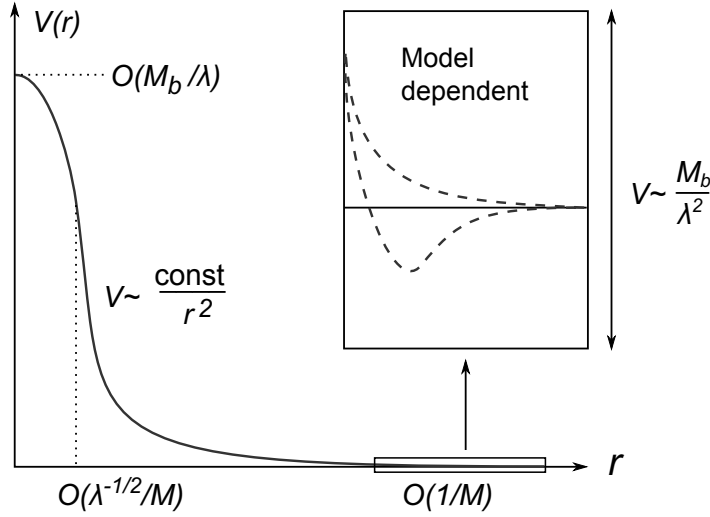 V(r)
O(M_b/λ)
Model
dependent
V~ M_b/λ^2
V~ const/r^2
r
O(λ^{-1/2}/M)
O(1/M)